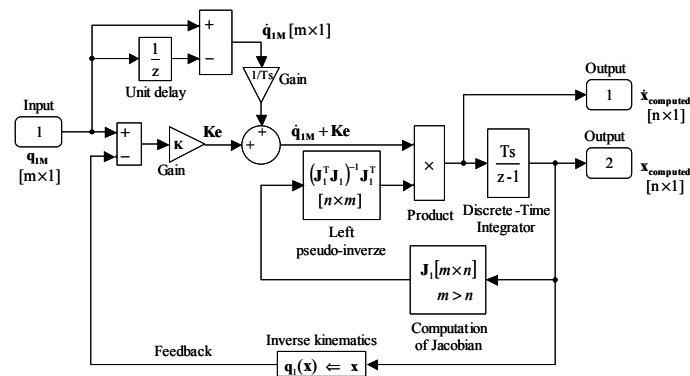 Input
1
q1M
[m×1]
+
−
1
z
Unit delay
+
−
q̇1M [m×1]
1/Ts
Gain
K
Gain
Ke
+
+
q̇1M + Ke
(J1ᵀJ1)⁻¹J1ᵀ
[n×m]
Left
pseudo-inverze
×
Product
Ts
z-1
Discrete-Time
Integrator
Output
1
ẋcomputed
[n×1]
Output
2
xcomputed
[n×1]
J1[m×n]
m>n
Computation
of Jacobian
Inverse kinematics
q1(x) ⇐ x
Feedback